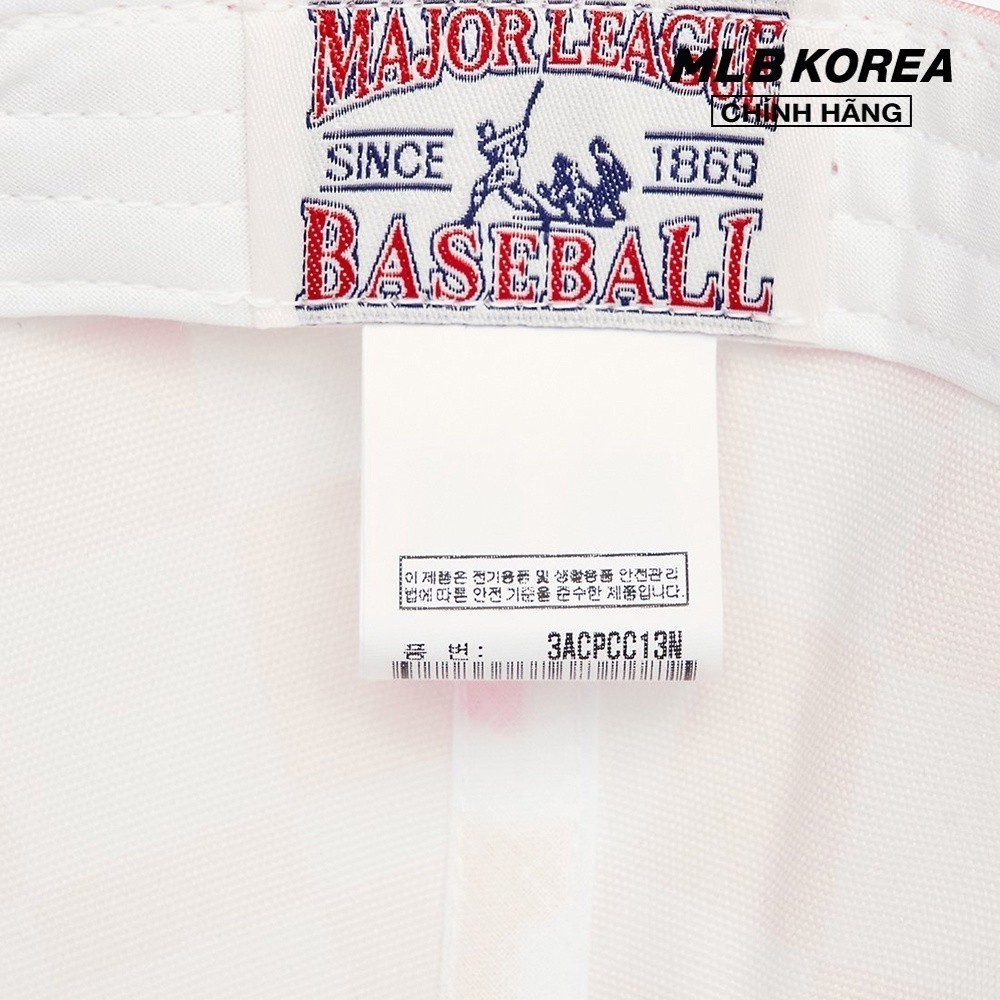 MAJOR LEAGUE
MLB KOREA
CHÍNH HÃNG
SINCE 1869
BASEBALL
이 제품은 전기용품 및 생활용품 안전관리
법에 따른 안전 기준을 준수한 제품입니다.
품 번: 3ACPCC13N